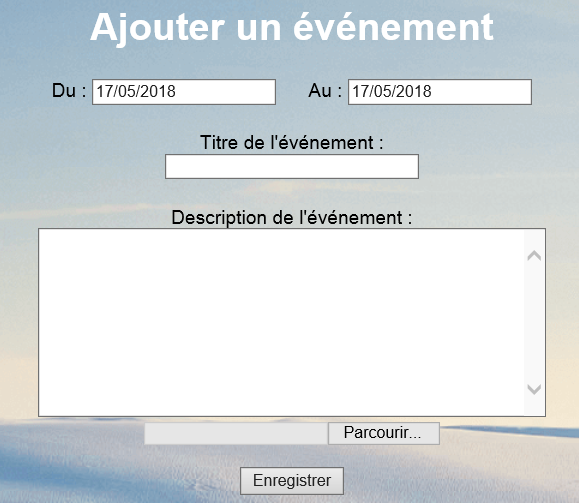 Ajouter un événement
Du : 17/05/2018 Au : 17/05/2018
Titre de l'événement :
Description de l'événement :
Parcourir...
Enregistrer